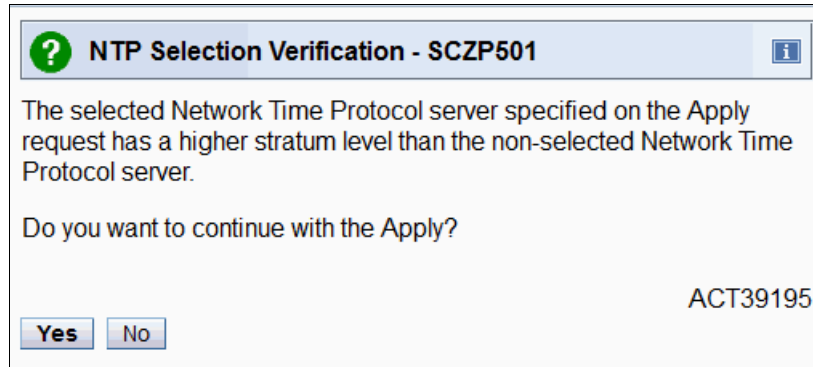 NTP Selection Verification - SCZP501
The selected Network Time Protocol server specified on the Apply
request has a higher stratum level than the non-selected Network Time
Protocol server.
Do you want to continue with the Apply?
ACT39195
Yes No